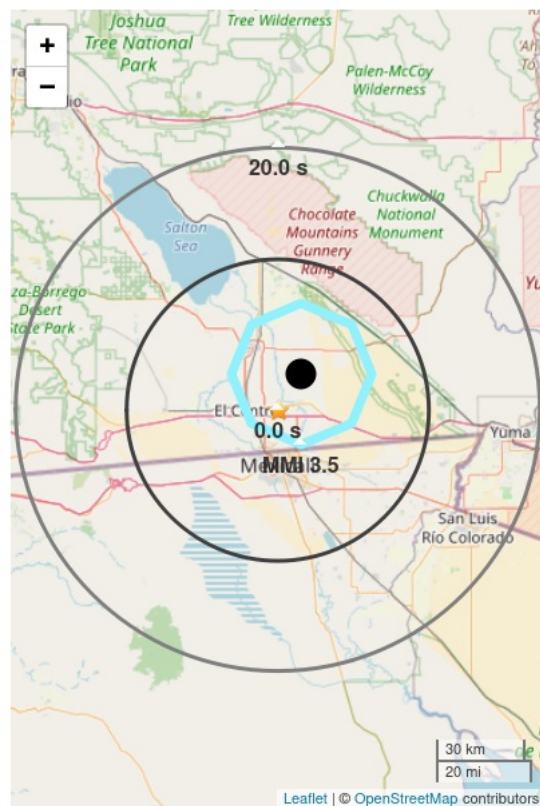 +
−
Joshua
Tree National
Park
Tree Wilderness
Palen-McCoy
Wilderness
20.0 s
Salton
Sea
Chocolate
Mountains
Gunnery
Range
Chuckwalla
National
Monument
Desert
State Park
0.0 s
MMI 3.5
Yuma
San Luis
Río Colorado
30 km
20 mi
Leaflet | © OpenStreetMap contributors